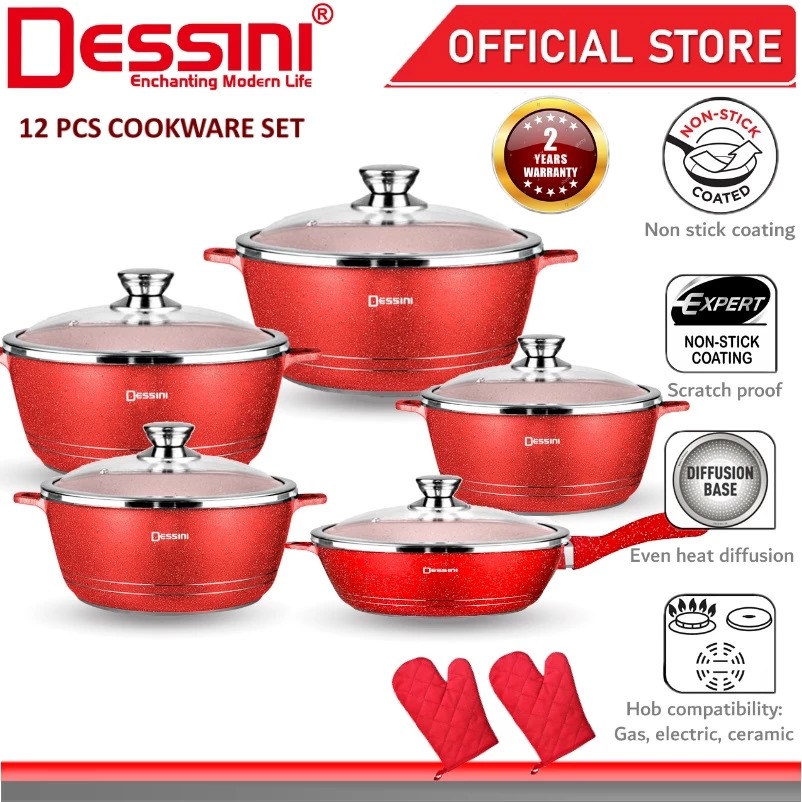 DESSINI®
Enchanting Modern Life
OFFICIAL STORE
12 PCS COOKWARE SET
2
YEARS
WARRANTY
NON-STICK
COATED
Non stick coating
EXPERT
NON-STICK
COATING
Scratch proof
DIFFUSION
BASE
Even heat diffusion
Hob compatibility:
Gas, electric, ceramic
DESSINI
DESSINI
DESSINI
DESSINI
DESSINI